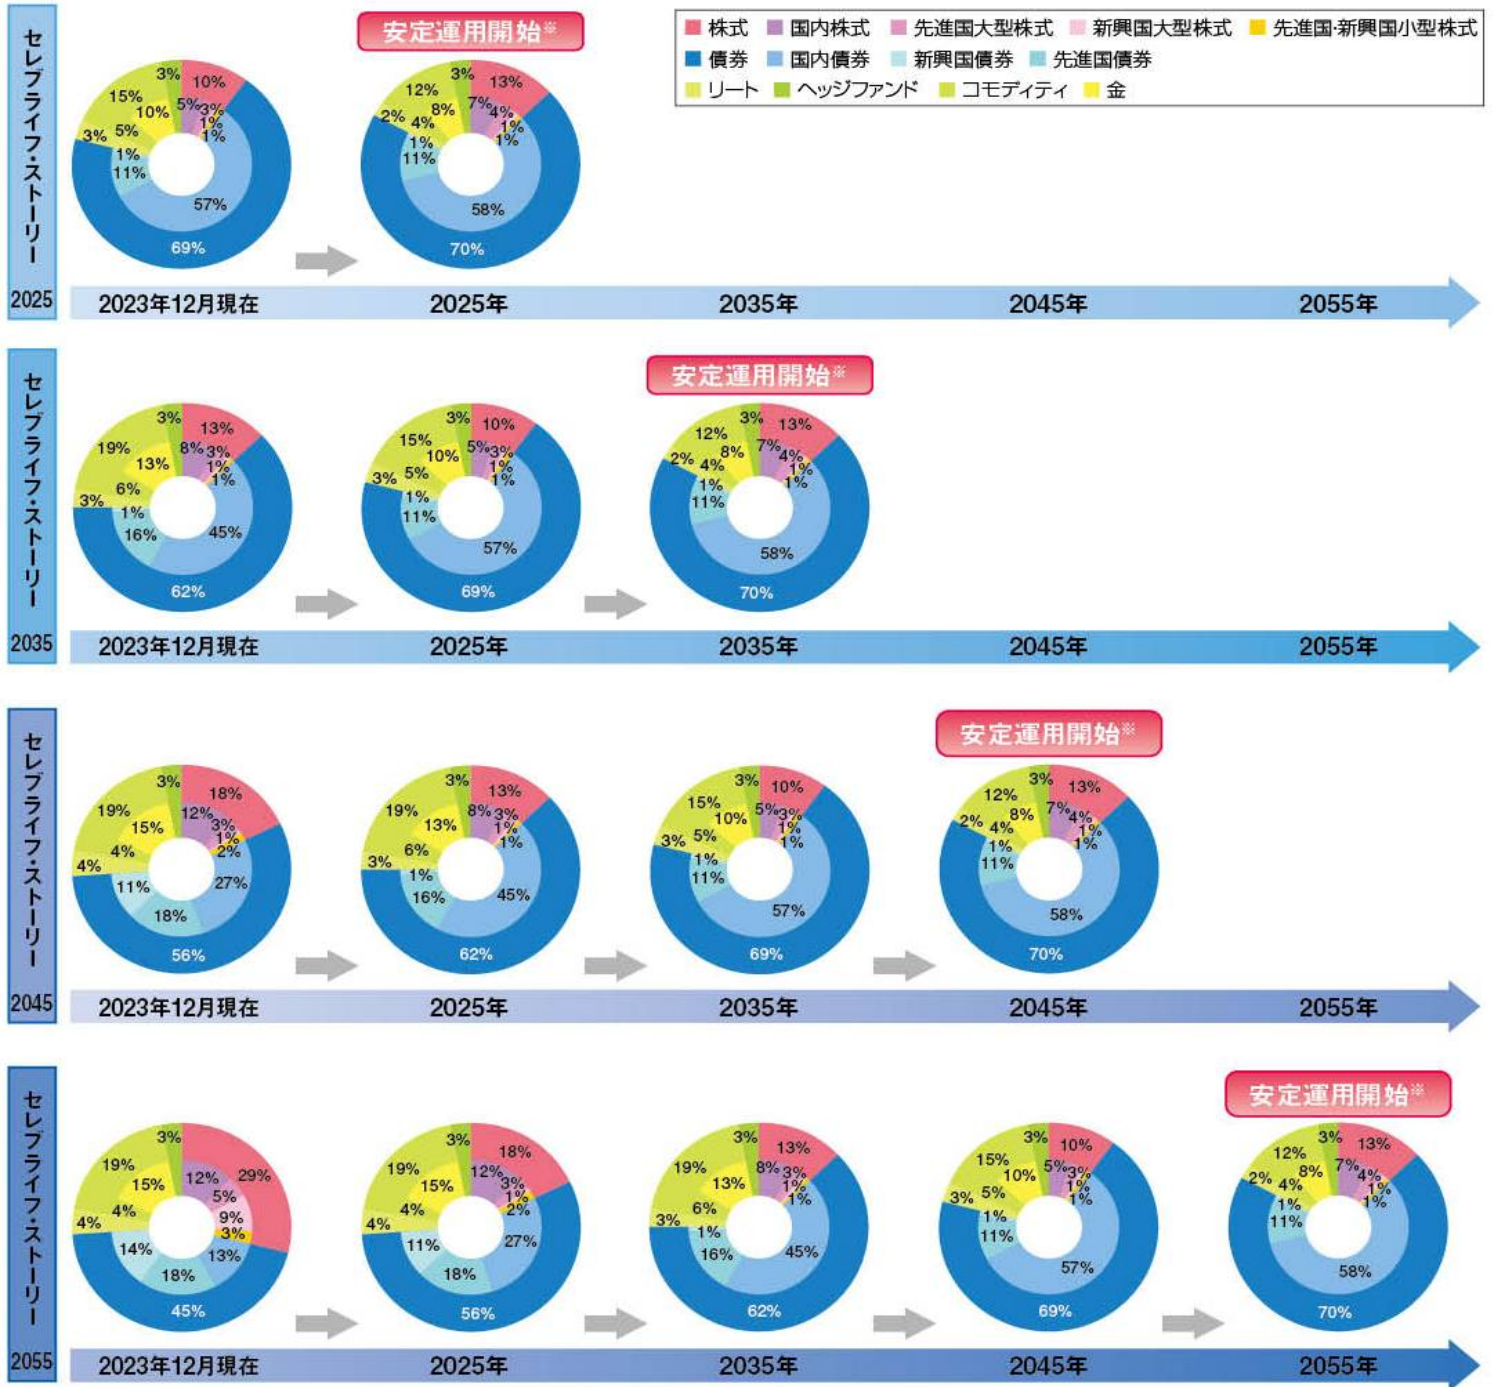 株式 国内株式 先進国大型株式 新興国大型株式 先進国・新興国小型株式
債券 国内債券 新興国債券 先進国債券
リート ヘッジファンド コモディティ 金
セレブライフ・ストーリー
2025
安定運用開始※
3% 10% 15% 5% 3% 10% 1% 5% 1% 3% 1% 11% 57% 69%
3% 13% 12% 7% 4% 8% 1% 2% 4% 1% 1% 11% 58% 70%
2023年12月現在 2025年 2035年 2045年 2055年
セレブライフ・ストーリー
2035
安定運用開始※
3% 13% 19% 8% 3% 13% 1% 6% 1% 3% 1% 16% 45% 62%
3% 10% 15% 5% 3% 10% 1% 5% 1% 3% 1% 11% 57% 69%
3% 13% 12% 7% 4% 8% 1% 2% 4% 1% 1% 11% 58% 70%
2023年12月現在 2025年 2035年 2045年 2055年
セレブライフ・ストーリー
2045
安定運用開始※
3% 18% 19% 12% 3% 15% 1% 4% 2% 4% 11% 27% 18% 56%
3% 13% 19% 8% 3% 13% 1% 6% 1% 3% 1% 16% 45% 62%
3% 10% 15% 5% 3% 10% 1% 5% 1% 3% 1% 11% 57% 69%
3% 13% 12% 7% 4% 8% 1% 2% 4% 1% 1% 11% 58% 70%
2023年12月現在 2025年 2035年 2045年 2055年
セレブライフ・ストーリー
2055
安定運用開始※
3% 29% 19% 12% 5% 15% 9% 4% 3% 4% 14% 13% 18% 45%
3% 18% 19% 12% 3% 15% 1% 4% 2% 4% 11% 27% 18% 56%
3% 13% 19% 8% 3% 13% 1% 6% 1% 3% 1% 16% 45% 62%
3% 10% 15% 5% 3% 10% 1% 5% 1% 3% 1% 11% 57% 69%
3% 13% 12% 7% 4% 8% 1% 2% 4% 1% 1% 11% 58% 70%
2023年12月現在 2025年 2035年 2045年 2055年